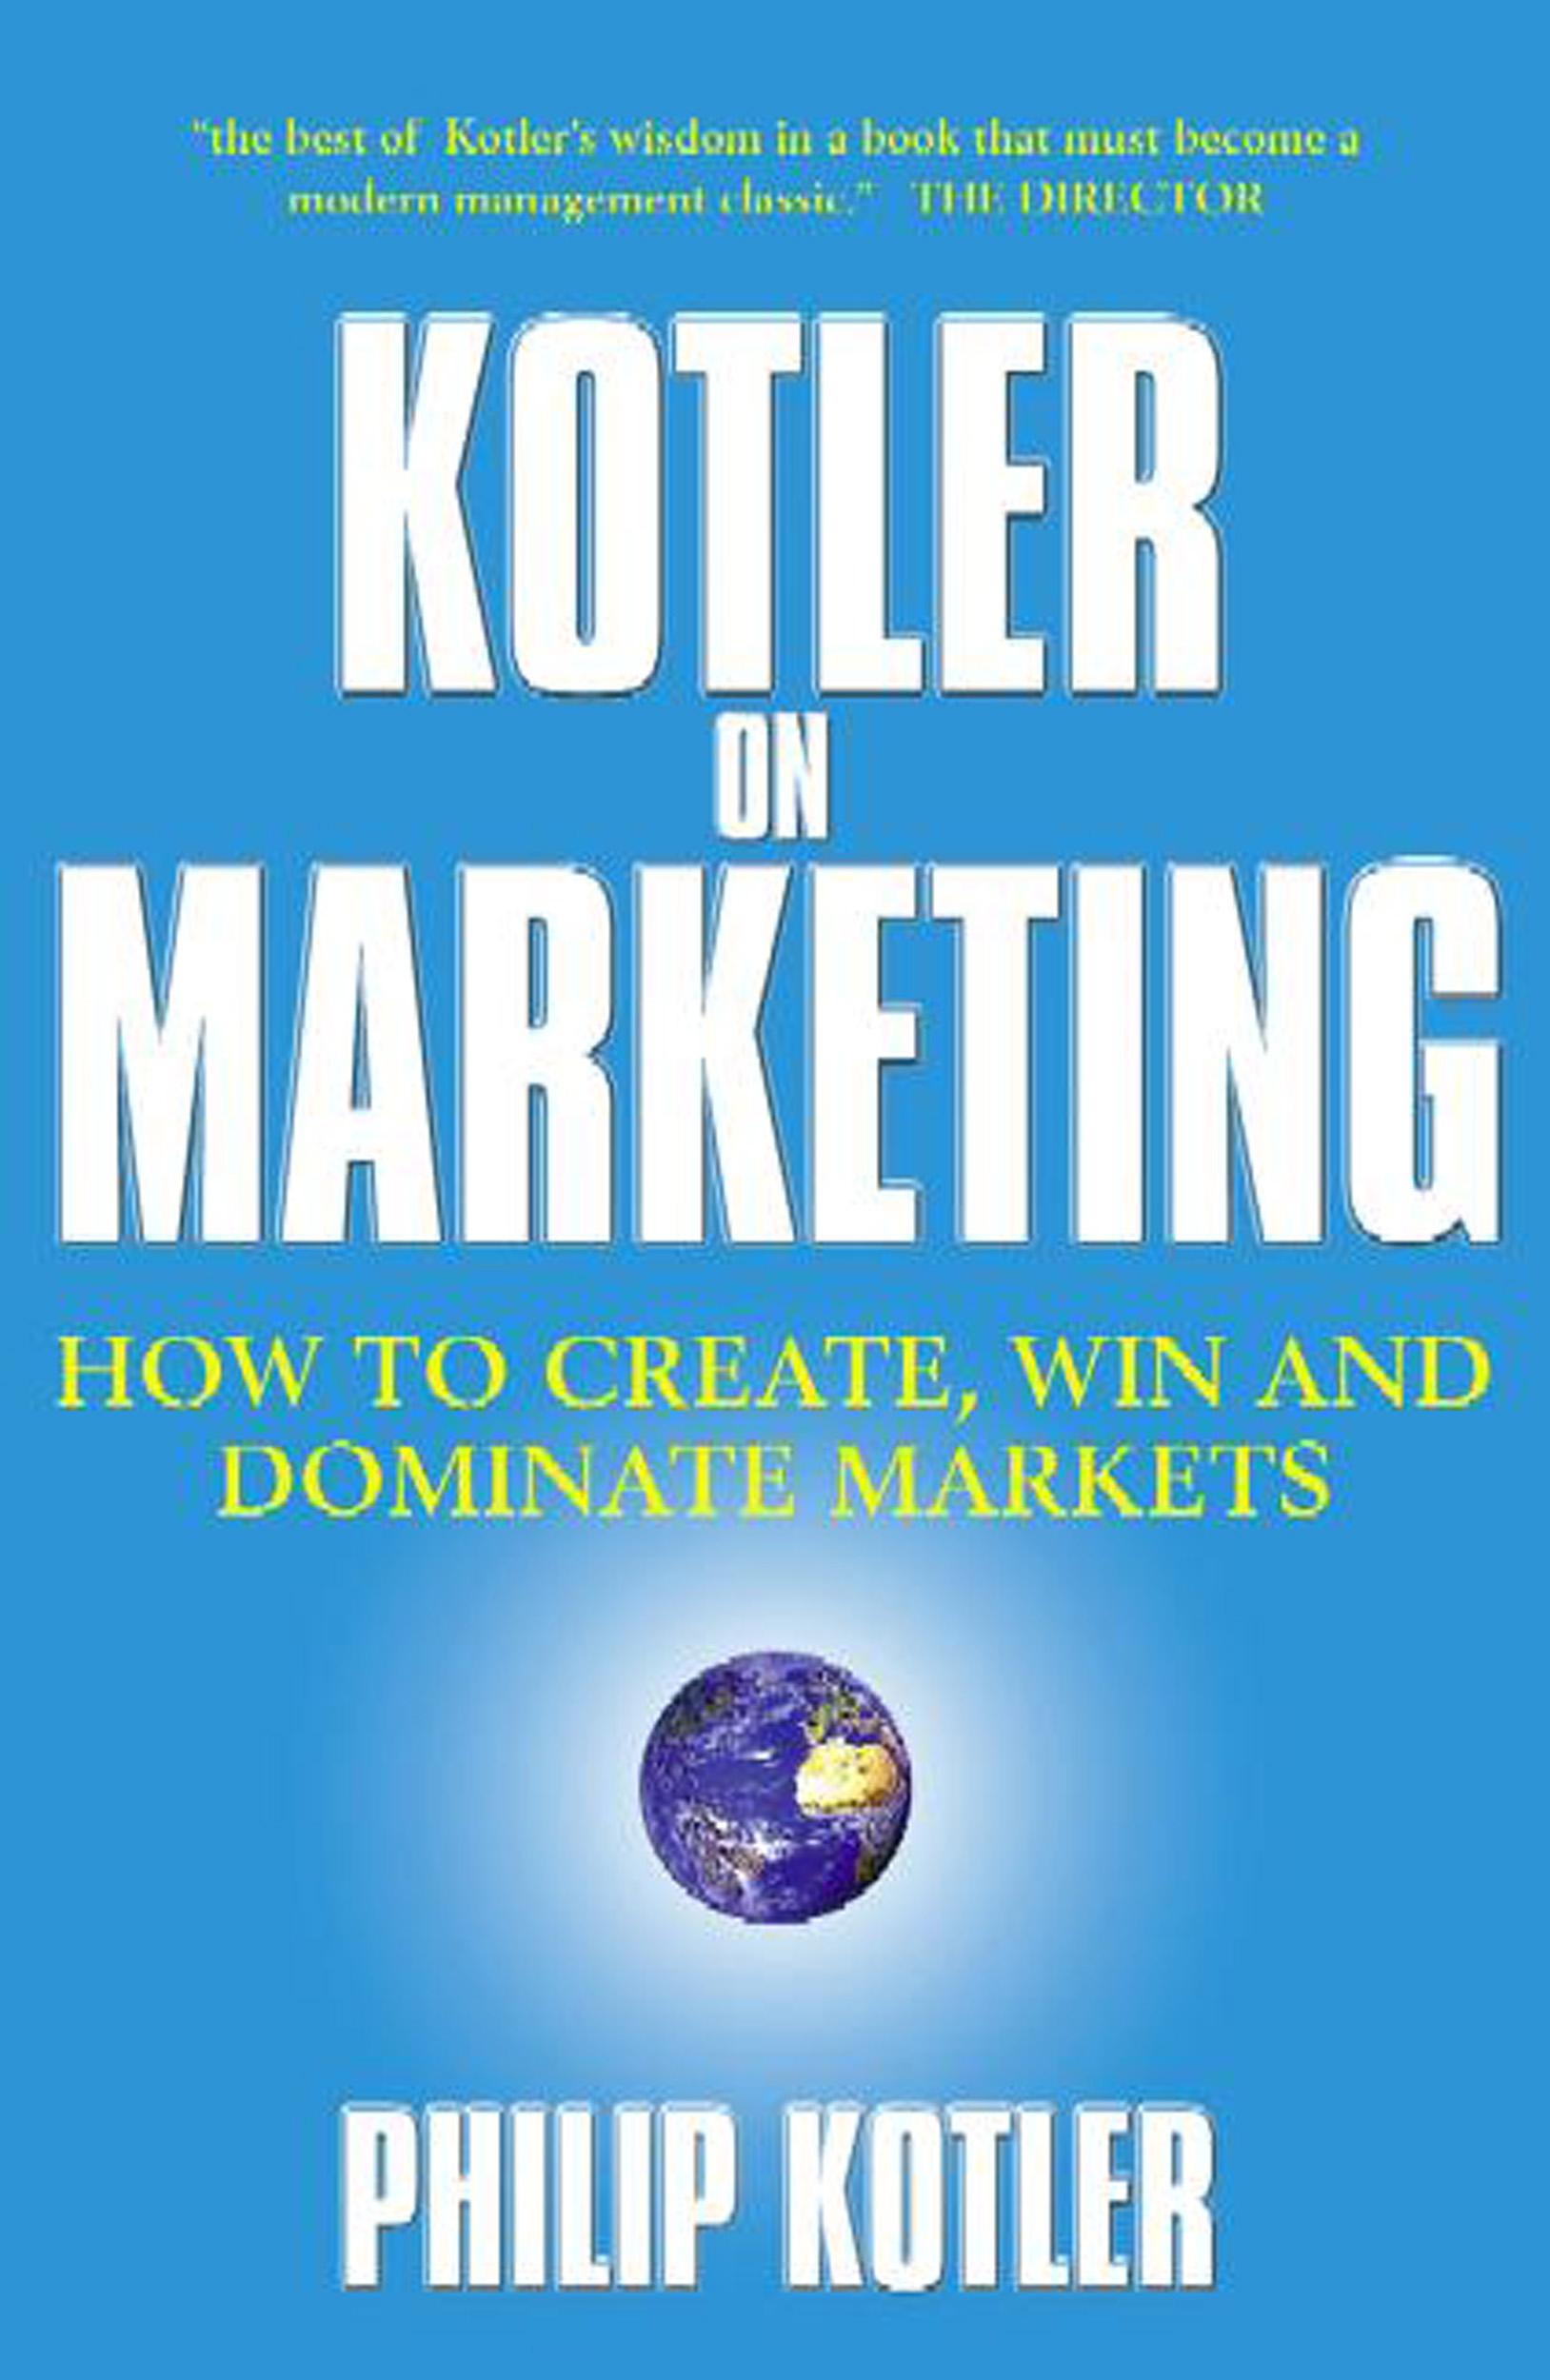 "the best of Kotler's wisdom in a book that must become a
modern management classic." THE DIRECTOR
KOTLER
ON
MARKETING
HOW TO CREATE, WIN AND
DOMINATE MARKETS
PHILIP KOTLER